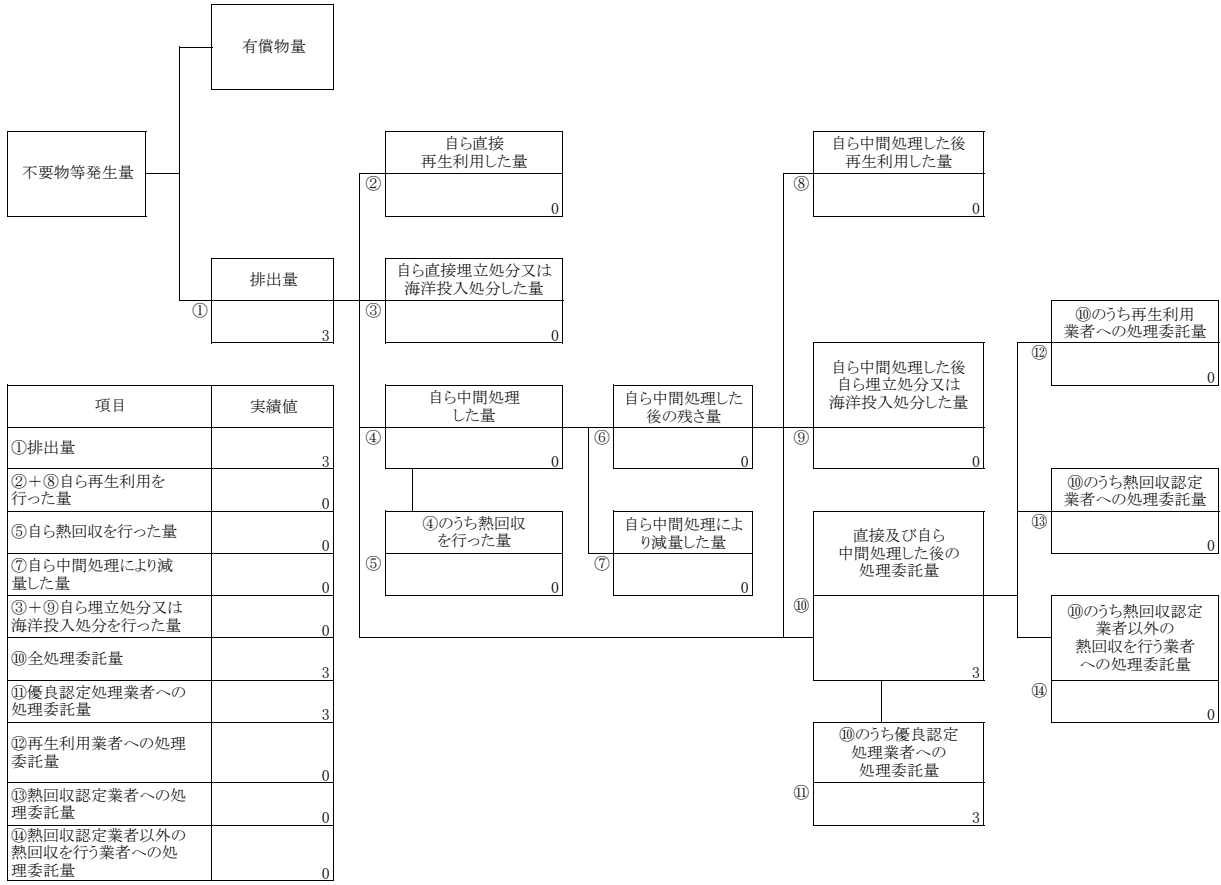 有償物量
不要物等発生量
自ら直接
再生利用した量
②
0
自ら中間処理した後
再生利用した量
⑧
0
排出量
①
3
自ら直接埋立処分又は
海洋投入処分した量
③
0
⑩のうち再生利用
業者への処理委託量
⑫
0
自ら中間処理
した量
④
0
自ら中間処理した
後の残さ量
⑥
0
自ら中間処理した後
自ら埋立処分又は
海洋投入処分した量
⑨
0
⑩のうち熱回収認定
業者への処理委託量
⑬
0
④のうち熱回収
を行った量
⑤
0
自ら中間処理によ
り減量した量
⑦
0
直接及び自ら
中間処理した後の
処理委託量
⑩
3
⑩のうち熱回収認定
業者以外の
熱回収を行う業者
への処理委託量
⑭
0
⑩のうち優良認定
処理業者への
処理委託量
⑪
3
項目 実績値
①排出量
3
②＋⑧自ら再生利用を
行った量
0
⑤自ら熱回収を行った量
0
⑦自ら中間処理により減
量した量
0
③＋⑨自ら埋立処分又は
海洋投入処分を行った量
0
⑩全処理委託量
3
⑪優良認定処理業者への
処理委託量
3
⑫再生利用業者への処理
委託量
0
⑬熱回収認定業者への処
理委託量
0
⑭熱回収認定業者以外の
熱回収を行う業者への処
理委託量
0